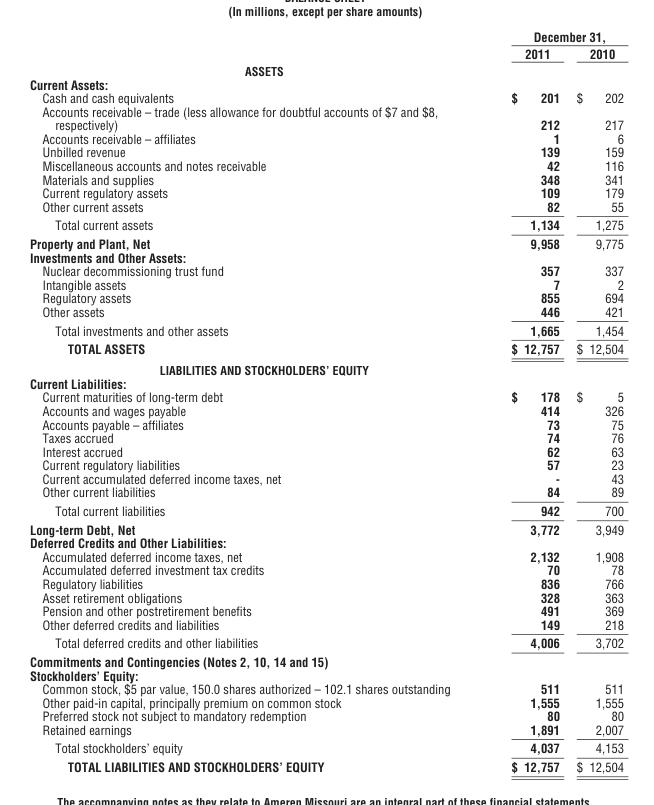 (In millions, except per share amounts)
December 31,
2011 2010
ASSETS
Current Assets:
Cash and cash equivalents $ 201 $ 202
Accounts receivable – trade (less allowance for doubtful accounts of $7 and $8,
respectively) 212 217
Accounts receivable – affiliates 1 6
Unbilled revenue 139 159
Miscellaneous accounts and notes receivable 42 116
Materials and supplies 348 341
Current regulatory assets 109 179
Other current assets 82 55
Total current assets 1,134 1,275
Property and Plant, Net 9,958 9,775
Investments and Other Assets:
Nuclear decommissioning trust fund 357 337
Intangible assets 7 2
Regulatory assets 855 694
Other assets 446 421
Total investments and other assets 1,665 1,454
TOTAL ASSETS $ 12,757 $ 12,504
LIABILITIES AND STOCKHOLDERS' EQUITY
Current Liabilities:
Current maturities of long-term debt $ 178 $ 5
Accounts and wages payable 414 326
Accounts payable – affiliates 73 75
Taxes accrued 74 76
Interest accrued 62 63
Current regulatory liabilities 57 23
Current accumulated deferred income taxes, net - 43
Other current liabilities 84 89
Total current liabilities 942 700
Long-term Debt, Net 3,772 3,949
Deferred Credits and Other Liabilities:
Accumulated deferred income taxes, net 2,132 1,908
Accumulated deferred investment tax credits 70 78
Regulatory liabilities 836 766
Asset retirement obligations 328 363
Pension and other postretirement benefits 491 369
Other deferred credits and liabilities 149 218
Total deferred credits and other liabilities 4,006 3,702
Commitments and Contingencies (Notes 2, 10, 14 and 15)
Stockholders' Equity:
Common stock, $5 par value, 150.0 shares authorized – 102.1 shares outstanding 511 511
Other paid-in capital, principally premium on common stock 1,555 1,555
Preferred stock not subject to mandatory redemption 80 80
Retained earnings 1,891 2,007
Total stockholders' equity 4,037 4,153
TOTAL LIABILITIES AND STOCKHOLDERS' EQUITY $ 12,757 $ 12,504
The accompanying notes as they relate to Ameren Missouri are an integral part of these financial statements